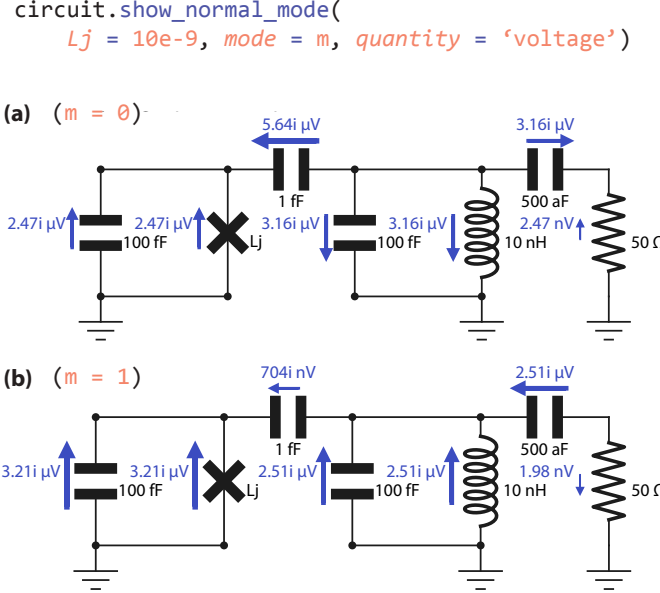 circuit.show_normal_mode(
Lj = 10e-9, mode = m, quantity = ‘voltage’)
(a) (m = 0)
5.64i μV
3.16i μV
1 fF
500 aF
2.47i μV
2.47i μV
3.16i μV
3.16i μV
2.47 nV
100 fF
Lj
100 fF
10 nH
50 Ω
(b) (m = 1)
704i nV
2.51i μV
1 fF
500 aF
3.21i μV
3.21i μV
2.51i μV
2.51i μV
1.98 nV
100 fF
Lj
100 fF
10 nH
50 Ω